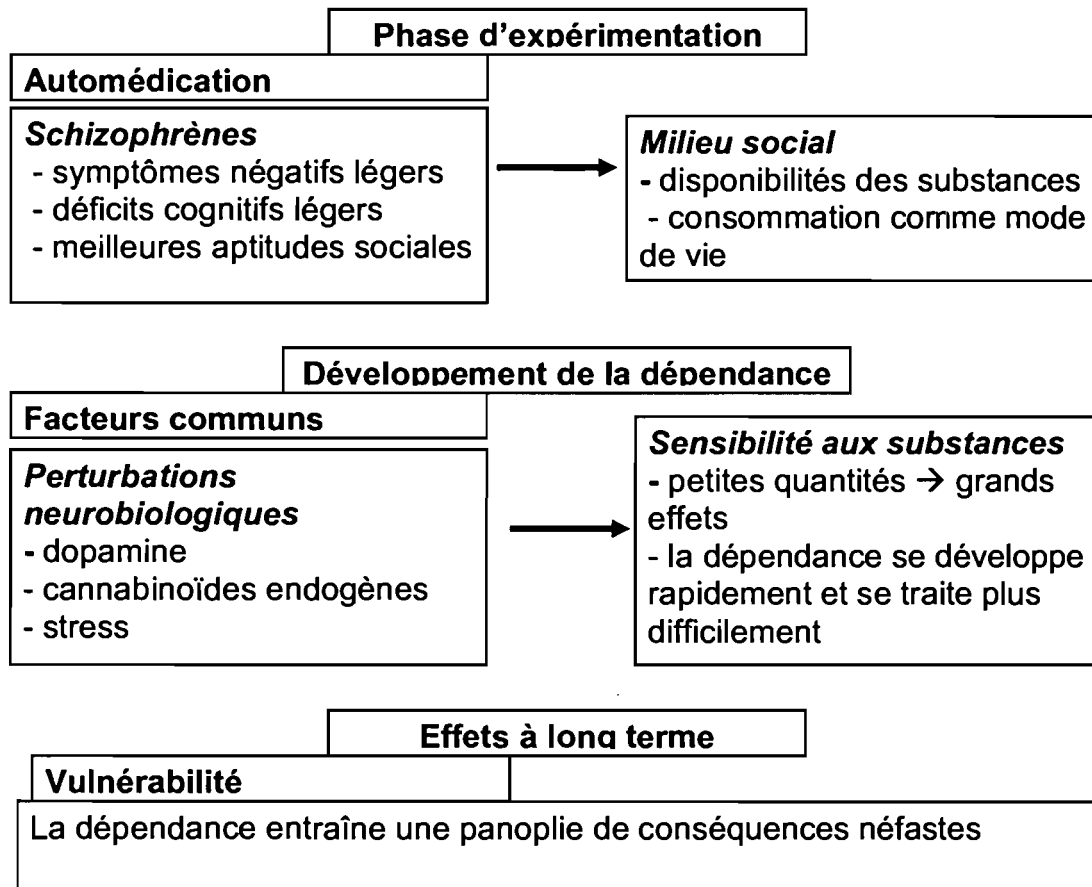 Phase d'expérimentation
Automédication
Schizophrènes
- symptômes négatifs légers
- déficits cognitifs légers
- meilleures aptitudes sociales
Milieu social
- disponibilités des substances
- consommation comme mode
de vie
Développement de la dépendance
Facteurs communs
Perturbations
neurobiologiques
- dopamine
- cannabinoïdes endogènes
- stress
Sensibilité aux substances
- petites quantités → grands
effets
- la dépendance se développe
rapidement et se traite plus
difficilement
Effets à long terme
Vulnérabilité
La dépendance entraîne une panoplie de conséquences néfastes